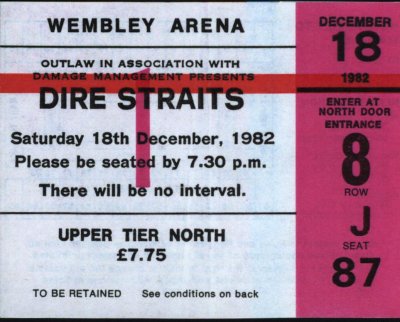 WEMBLEY ARENA
OUTLAW IN ASSOCIATION WITH
DAMAGE MANAGEMENT PRESENTS
DIRE STRAITS
1
Saturday 18th December, 1982
Please be seated by 7.30 p.m.
There will be no interval.
UPPER TIER NORTH
£7.75
TO BE RETAINED See conditions on back
DECEMBER
18
1982
ENTER AT
NORTH DOOR
ENTRANCE
8
ROW
J
SEAT
87